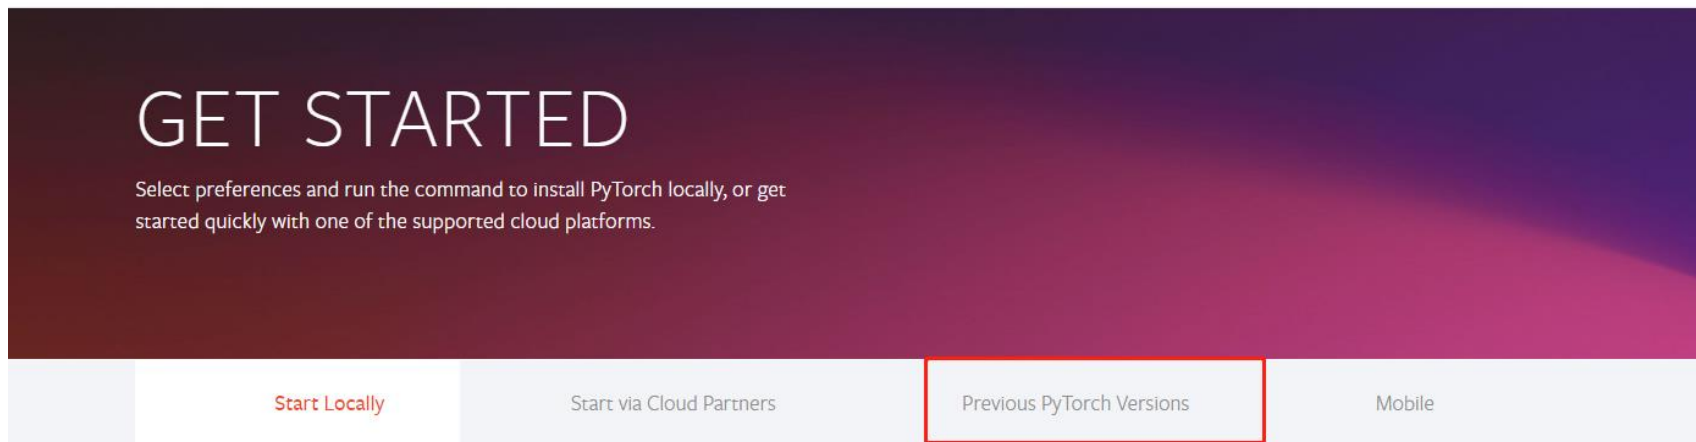 GET STARTED
Select preferences and run the command to install PyTorch locally, or get
started quickly with one of the supported cloud platforms.
Start Locally
Start via Cloud Partners
Previous PyTorch Versions
Mobile